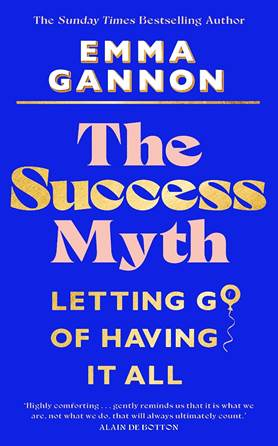 The Sunday Times Bestselling Author
EMMA
GANNON
The
Success
Myth
LETTING GO
OF HAVING
IT ALL
'Highly comforting . . . gently reminds us that it is what we
are, not what we do, that will always ultimately count.'
ALAIN DE BOTTON